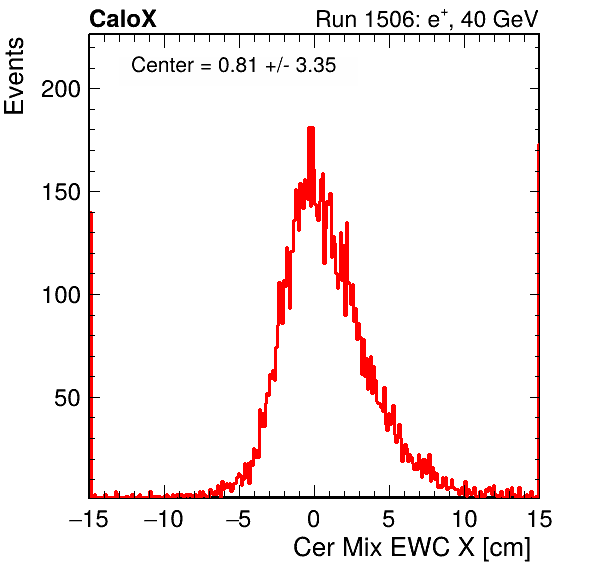 CaloX
Run 1506: e⁺, 40 GeV
Center = 0.81 +/- 3.35
Events
200
150
100
50
−15 −10 −5 0 5 10 15
Cer Mix EWC X [cm]